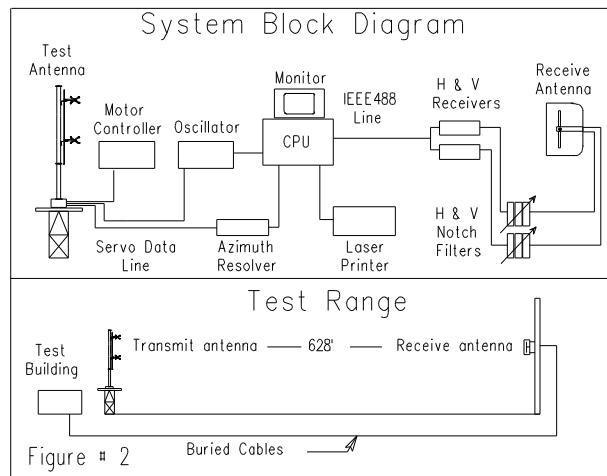 System Block Diagram
Test
Antenna
Motor
Controller
Oscillator
Monitor
CPU
IEEE488
Line
H & V
Receivers
Receive
Antenna
Servo Data
Line
Azimuth
Resolver
Laser
Printer
H & V
Notch
Filters
Test Range
Test
Building
Transmit antenna — 628' — Receive antenna
Buried Cables
Figure # 2